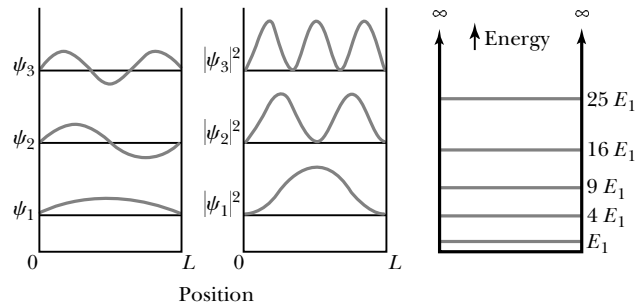 ∞ ∞
Energy
ψ3 |ψ3|²
25 E1
ψ2 |ψ2|² 16 E1
9 E1
ψ1 |ψ1|² 4 E1
E1
0 L 0 L
Position